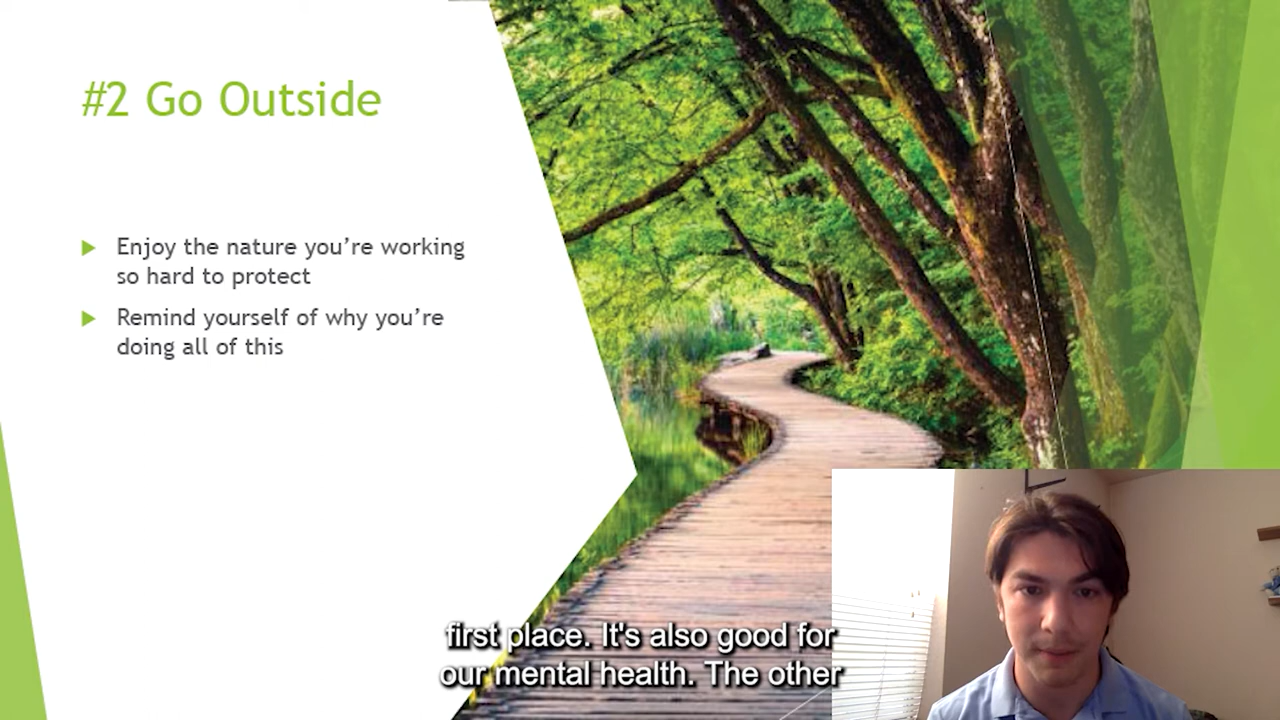 #2 Go Outside
Enjoy the nature you’re working
so hard to protect
Remind yourself of why you’re
doing all of this
first place. It's also good for
our mental health. The other